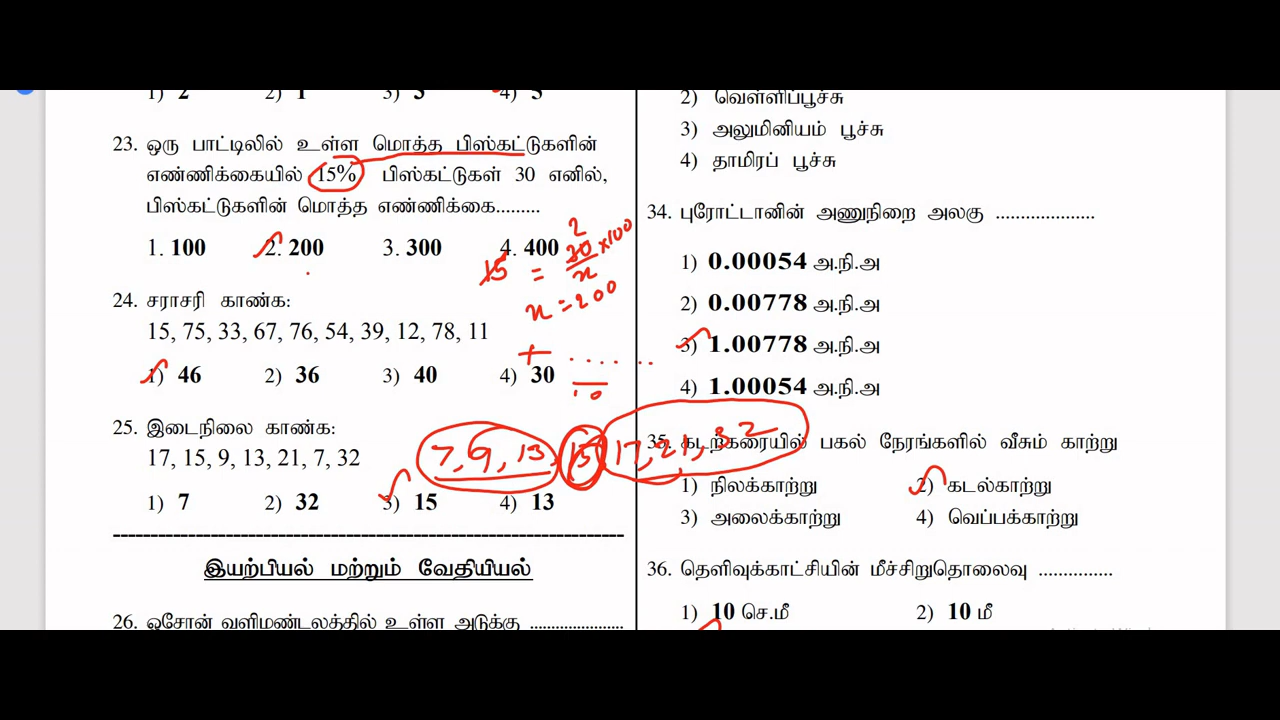 1) 2 2) 1 3) 3 4) 5
23. ஒரு பாட்டிலில் உள்ள மொத்த பிஸ்கட்டுகளின்
எண்ணிக்கையில் 15% பிஸ்கட்டுகள் 30 எனில்,
பிஸ்கட்டுகளின் மொத்த எண்ணிக்கை.........
1. 100 2. 200 3. 300 4. 400
15 = 30/x ×100
2
x = 200
24. சராசரி காண்க:
15, 75, 33, 67, 76, 54, 39, 12, 78, 11
+ . . . . . .
10
1) 46 2) 36 3) 40 4) 30
25. இடைநிலை காண்க:
17, 15, 9, 13, 21, 7, 32
7, 9, 13, 15, 17, 21, 32
1) 7 2) 32 3) 15 4) 13
இயற்பியல் மற்றும் வேதியியல்
26. ஒசோன் வளிமண்டலத்தில் உள்ள அடுக்கு .....................
2) வெள்ளிப்பூச்சு
3) அலுமினியம் பூச்சு
4) தாமிரப் பூச்சு
34. புரோட்டானின் அணுநிறை அலகு ....................
1) 0.00054 அ.நி.அ
2) 0.00778 அ.நி.அ
3) 1.00778 அ.நி.அ
4) 1.00054 அ.நி.அ
35. கடற்கரையில் பகல் நேரங்களில் வீசும் காற்று
1) நிலக்காற்று 2) கடல்காற்று
3) அலைக்காற்று 4) வெப்பக்காற்று
36. தெளிவுக்காட்சியின் மீச்சிறுதொலைவு ...............
1) 10 செ.மீ 2) 10 மீ